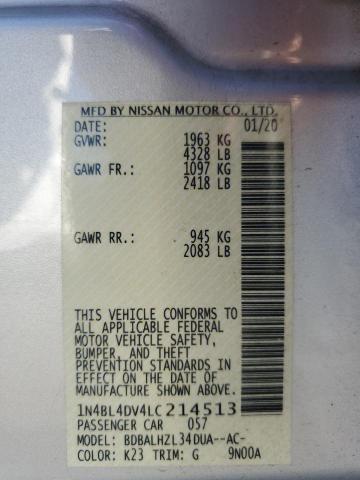 MFD BY NISSAN MOTOR CO., LTD.
DATE: 01/20
GVWR: 1963 KG
4328 LB
GAWR FR.: 1097 KG
2418 LB
GAWR RR.: 945 KG
2083 LB
THIS VEHICLE CONFORMS TO
ALL APPLICABLE FEDERAL
MOTOR VEHICLE SAFETY,
BUMPER, AND THEFT
PREVENTION STANDARDS IN
EFFECT ON THE DATE OF
MANUFACTURE SHOWN ABOVE.
1N4BL4DV4LC214513
PASSENGER CAR 057
MODEL: BDBALHZL34DUA--AC-
COLOR: K23 TRIM: G 9N00A